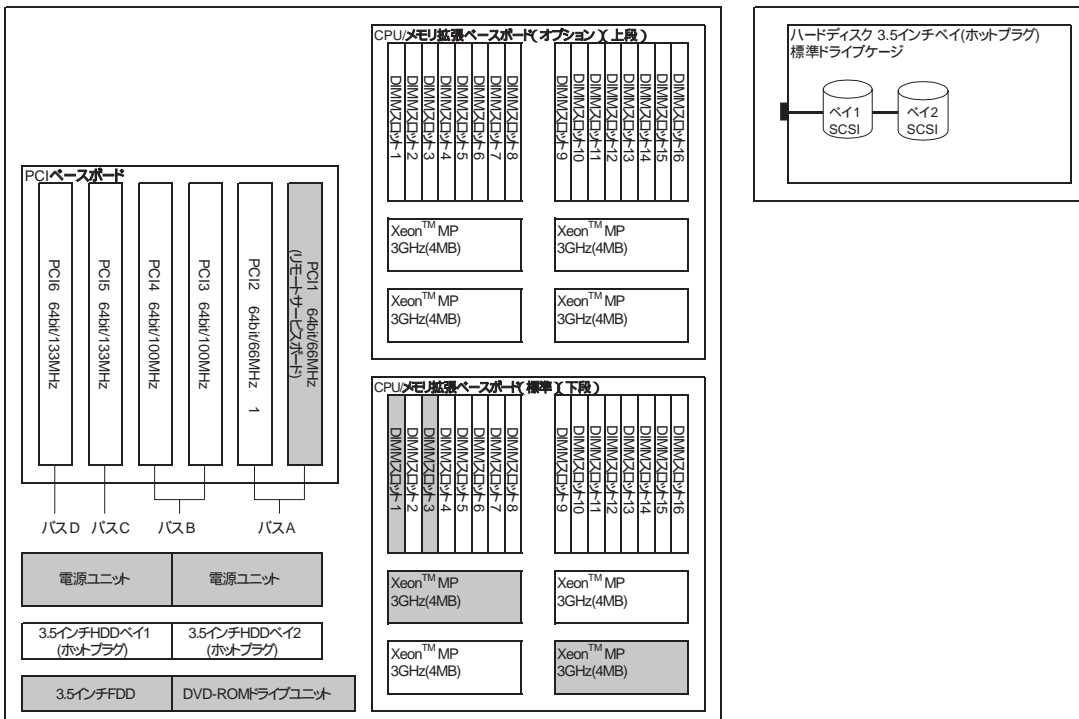 CPU/メモリ拡張ベースボード(オプション)(上段)
DIMMスロット1
DIMMスロット2
DIMMスロット3
DIMMスロット4
DIMMスロット5
DIMMスロット6
DIMMスロット7
DIMMスロット8
DIMMスロット9
DIMMスロット10
DIMMスロット11
DIMMスロット12
DIMMスロット13
DIMMスロット14
DIMMスロット15
DIMMスロット16
Xeon™ MP
3GHz(4MB)
Xeon™ MP
3GHz(4MB)
Xeon™ MP
3GHz(4MB)
Xeon™ MP
3GHz(4MB)
ハードディスク 3.5インチベイ(ホットプラグ)
標準ドライブケージ
ベイ1
SCSI
ベイ2
SCSI
PCIベースボード
PCI6 64bit/133MHz
PCI5 64bit/133MHz
PCI4 64bit/100MHz
PCI3 64bit/100MHz
PCI2 64bit/66MHz 1
PCI1 64bit/66MHz
(リモートサービスボード)
バスD
バスC
バスB
バスA
電源ユニット
電源ユニット
3.5インチHDDベイ1
(ホットプラグ)
3.5インチHDDベイ2
(ホットプラグ)
3.5インチFDD
DVD-ROMドライブユニット
CPU/メモリ拡張ベースボード(標準)(下段)
DIMMスロット1
DIMMスロット2
DIMMスロット3
DIMMスロット4
DIMMスロット5
DIMMスロット6
DIMMスロット7
DIMMスロット8
DIMMスロット9
DIMMスロット10
DIMMスロット11
DIMMスロット12
DIMMスロット13
DIMMスロット14
DIMMスロット15
DIMMスロット16
Xeon™ MP
3GHz(4MB)
Xeon™ MP
3GHz(4MB)
Xeon™ MP
3GHz(4MB)
Xeon™ MP
3GHz(4MB)